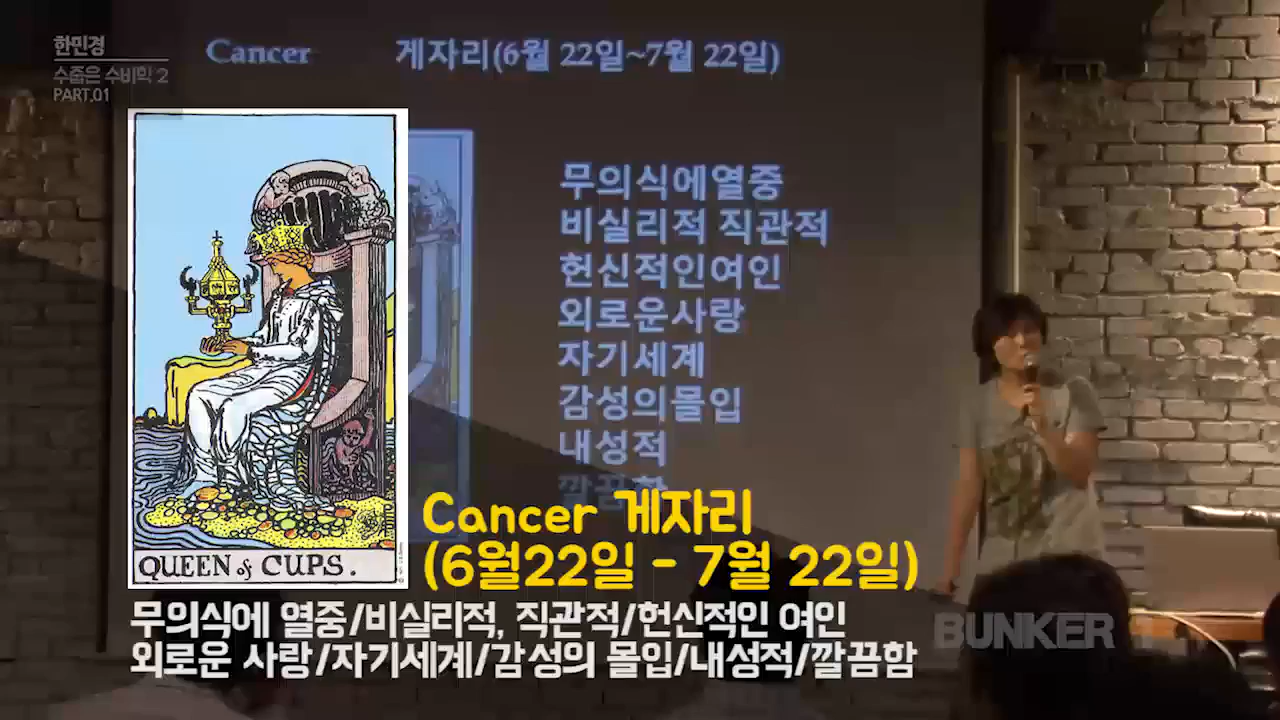 한민경
수줍은 수비학 2
PART.01
Cancer 게자리(6월 22일~7월 22일)
무의식에열중
비실리적 직관적
헌신적인여인
외로운사랑
자기세계
감성의몰입
내성적
깔끔함
QUEEN of CUPS.
Cancer 게자리
(6월22일 - 7월 22일)
무의식에 열중/비실리적, 직관적/헌신적인 여인
외로운 사랑/자기세계/감성의 몰입/내성적/깔끔함
BUNKER 1